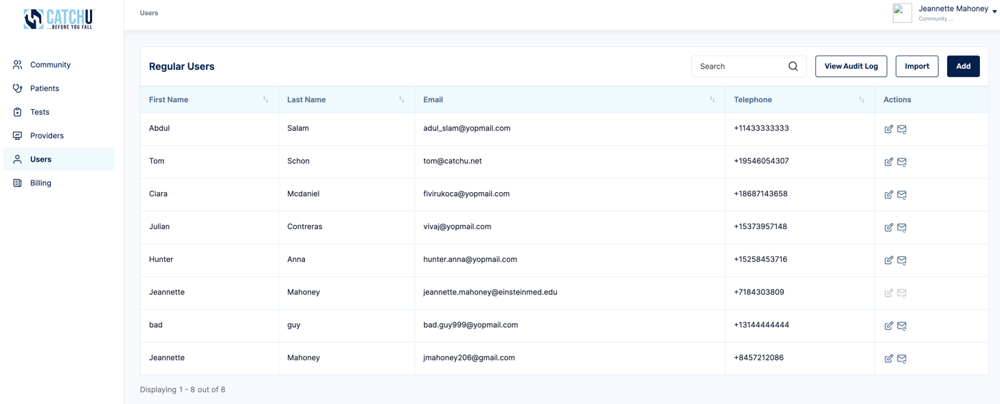 CATCHU
...BEFORE YOU FALL
Users
Jeannette Mahoney
Community ...
Community
Patients
Tests
Providers
Users
Billing
Regular Users
Search
View Audit Log
Import
Add
First Name Last Name Email Telephone Actions
Abdul Salam adul_slam@yopmail.com +11433333333
Tom Schon tom@catchu.net +19546054307
Ciara Mcdaniel fivirukoca@yopmail.com +18687143658
Julian Contreras vivaj@yopmail.com +15373957148
Hunter Anna hunter.anna@yopmail.com +15258453716
Jeannette Mahoney jeannette.mahoney@einsteinmed.edu +7184303809
bad guy bad.guy999@yopmail.com +13144444444
Jeannette Mahoney jmahoney206@gmail.com +8457212086
Displaying 1 - 8 out of 8